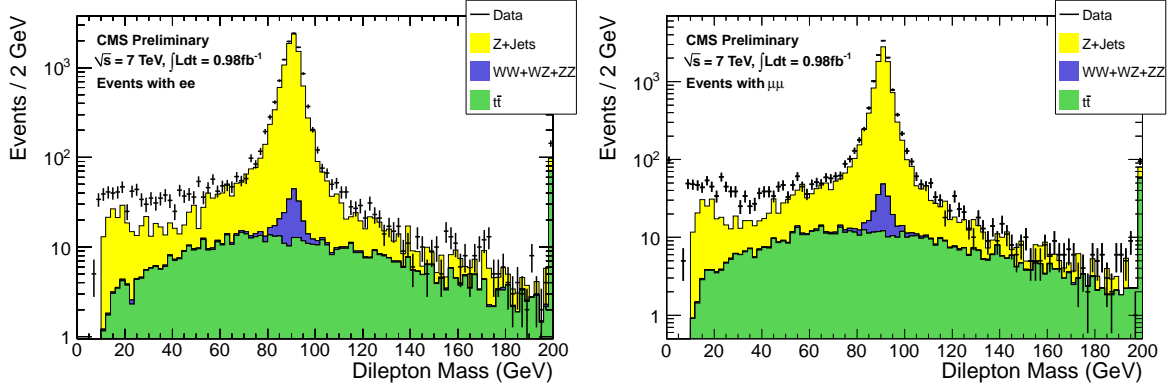 Events / 2 GeV
10³
10²
10
1
CMS Preliminary
√s = 7 TeV, ∫Ldt = 0.98fb⁻¹
Events with ee
Data
Z+Jets
WW+WZ+ZZ
tt̄
0 20 40 60 80 100 120 140 160 180 200
Dilepton Mass (GeV)
Events / 2 GeV
10³
10²
10
1
CMS Preliminary
√s = 7 TeV, ∫Ldt = 0.98fb⁻¹
Events with μμ
Data
Z+Jets
WW+WZ+ZZ
tt̄
0 20 40 60 80 100 120 140 160 180 200
Dilepton Mass (GeV)